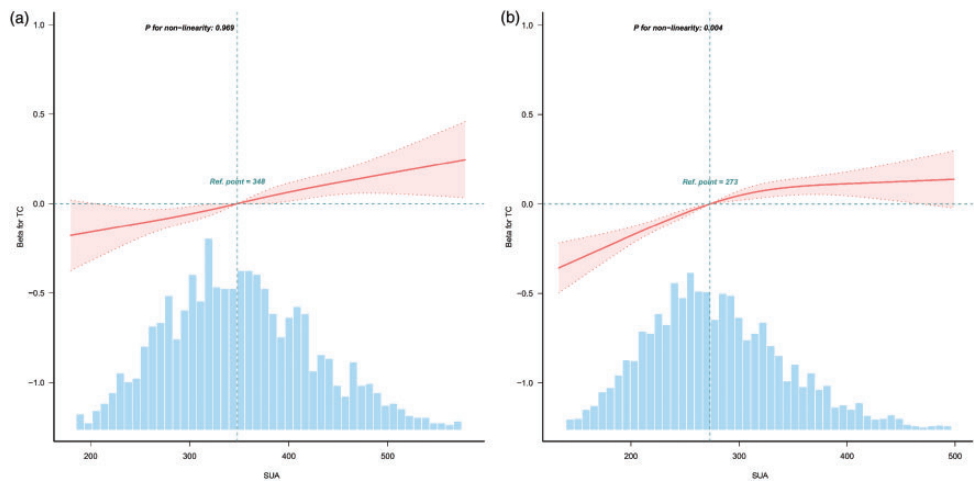 (a)
P for non-linearity: 0.969
1.0
0.5
Ref. point = 348
0.0
Beta for TC
−0.5
−1.0
200
300
400
500
SUA
(b)
P for non-linearity: 0.004
1.0
0.5
Ref. point = 273
0.0
Beta for TC
−0.5
−1.0
200
300
400
500
SUA